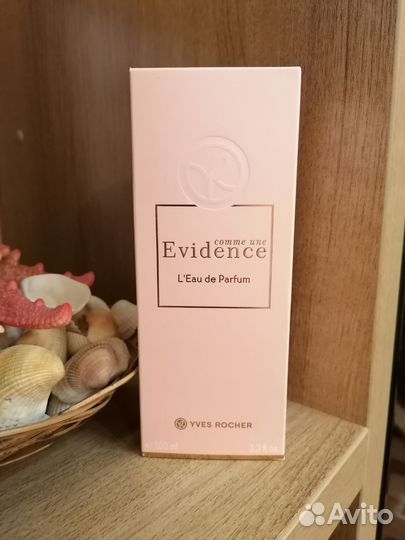 comme une
Evidence
L'Eau de Parfum
YVES ROCHER
100 ml
3.3 fl.oz.
Avito